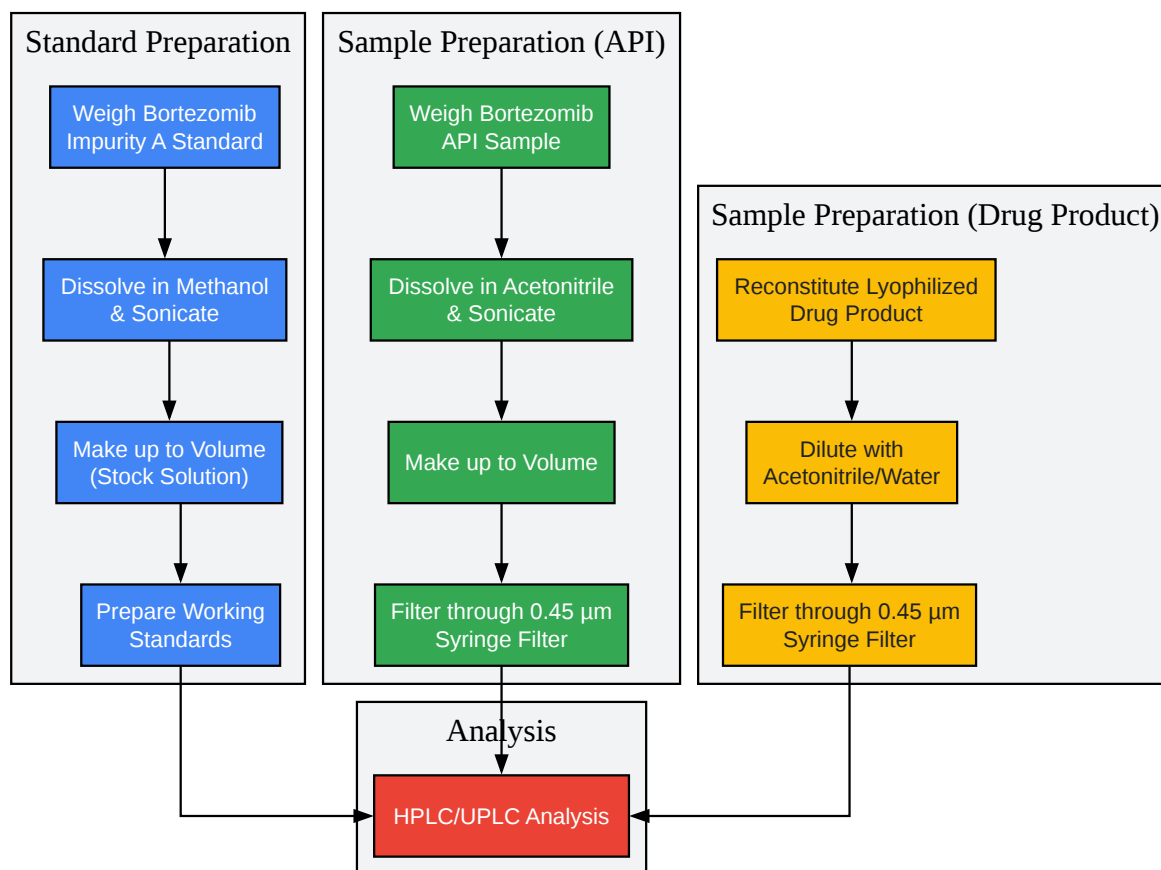 Standard Preparation
Weigh Bortezomib
Impurity A Standard
Dissolve in Methanol
& Sonicate
Make up to Volume
(Stock Solution)
Prepare Working
Standards
Sample Preparation (API)
Weigh Bortezomib
API Sample
Dissolve in Acetonitrile
& Sonicate
Make up to Volume
Filter through 0.45 µm
Syringe Filter
Sample Preparation (Drug Product)
Reconstitute Lyophilized
Drug Product
Dilute with
Acetonitrile/Water
Filter through 0.45 µm
Syringe Filter
Analysis
HPLC/UPLC Analysis